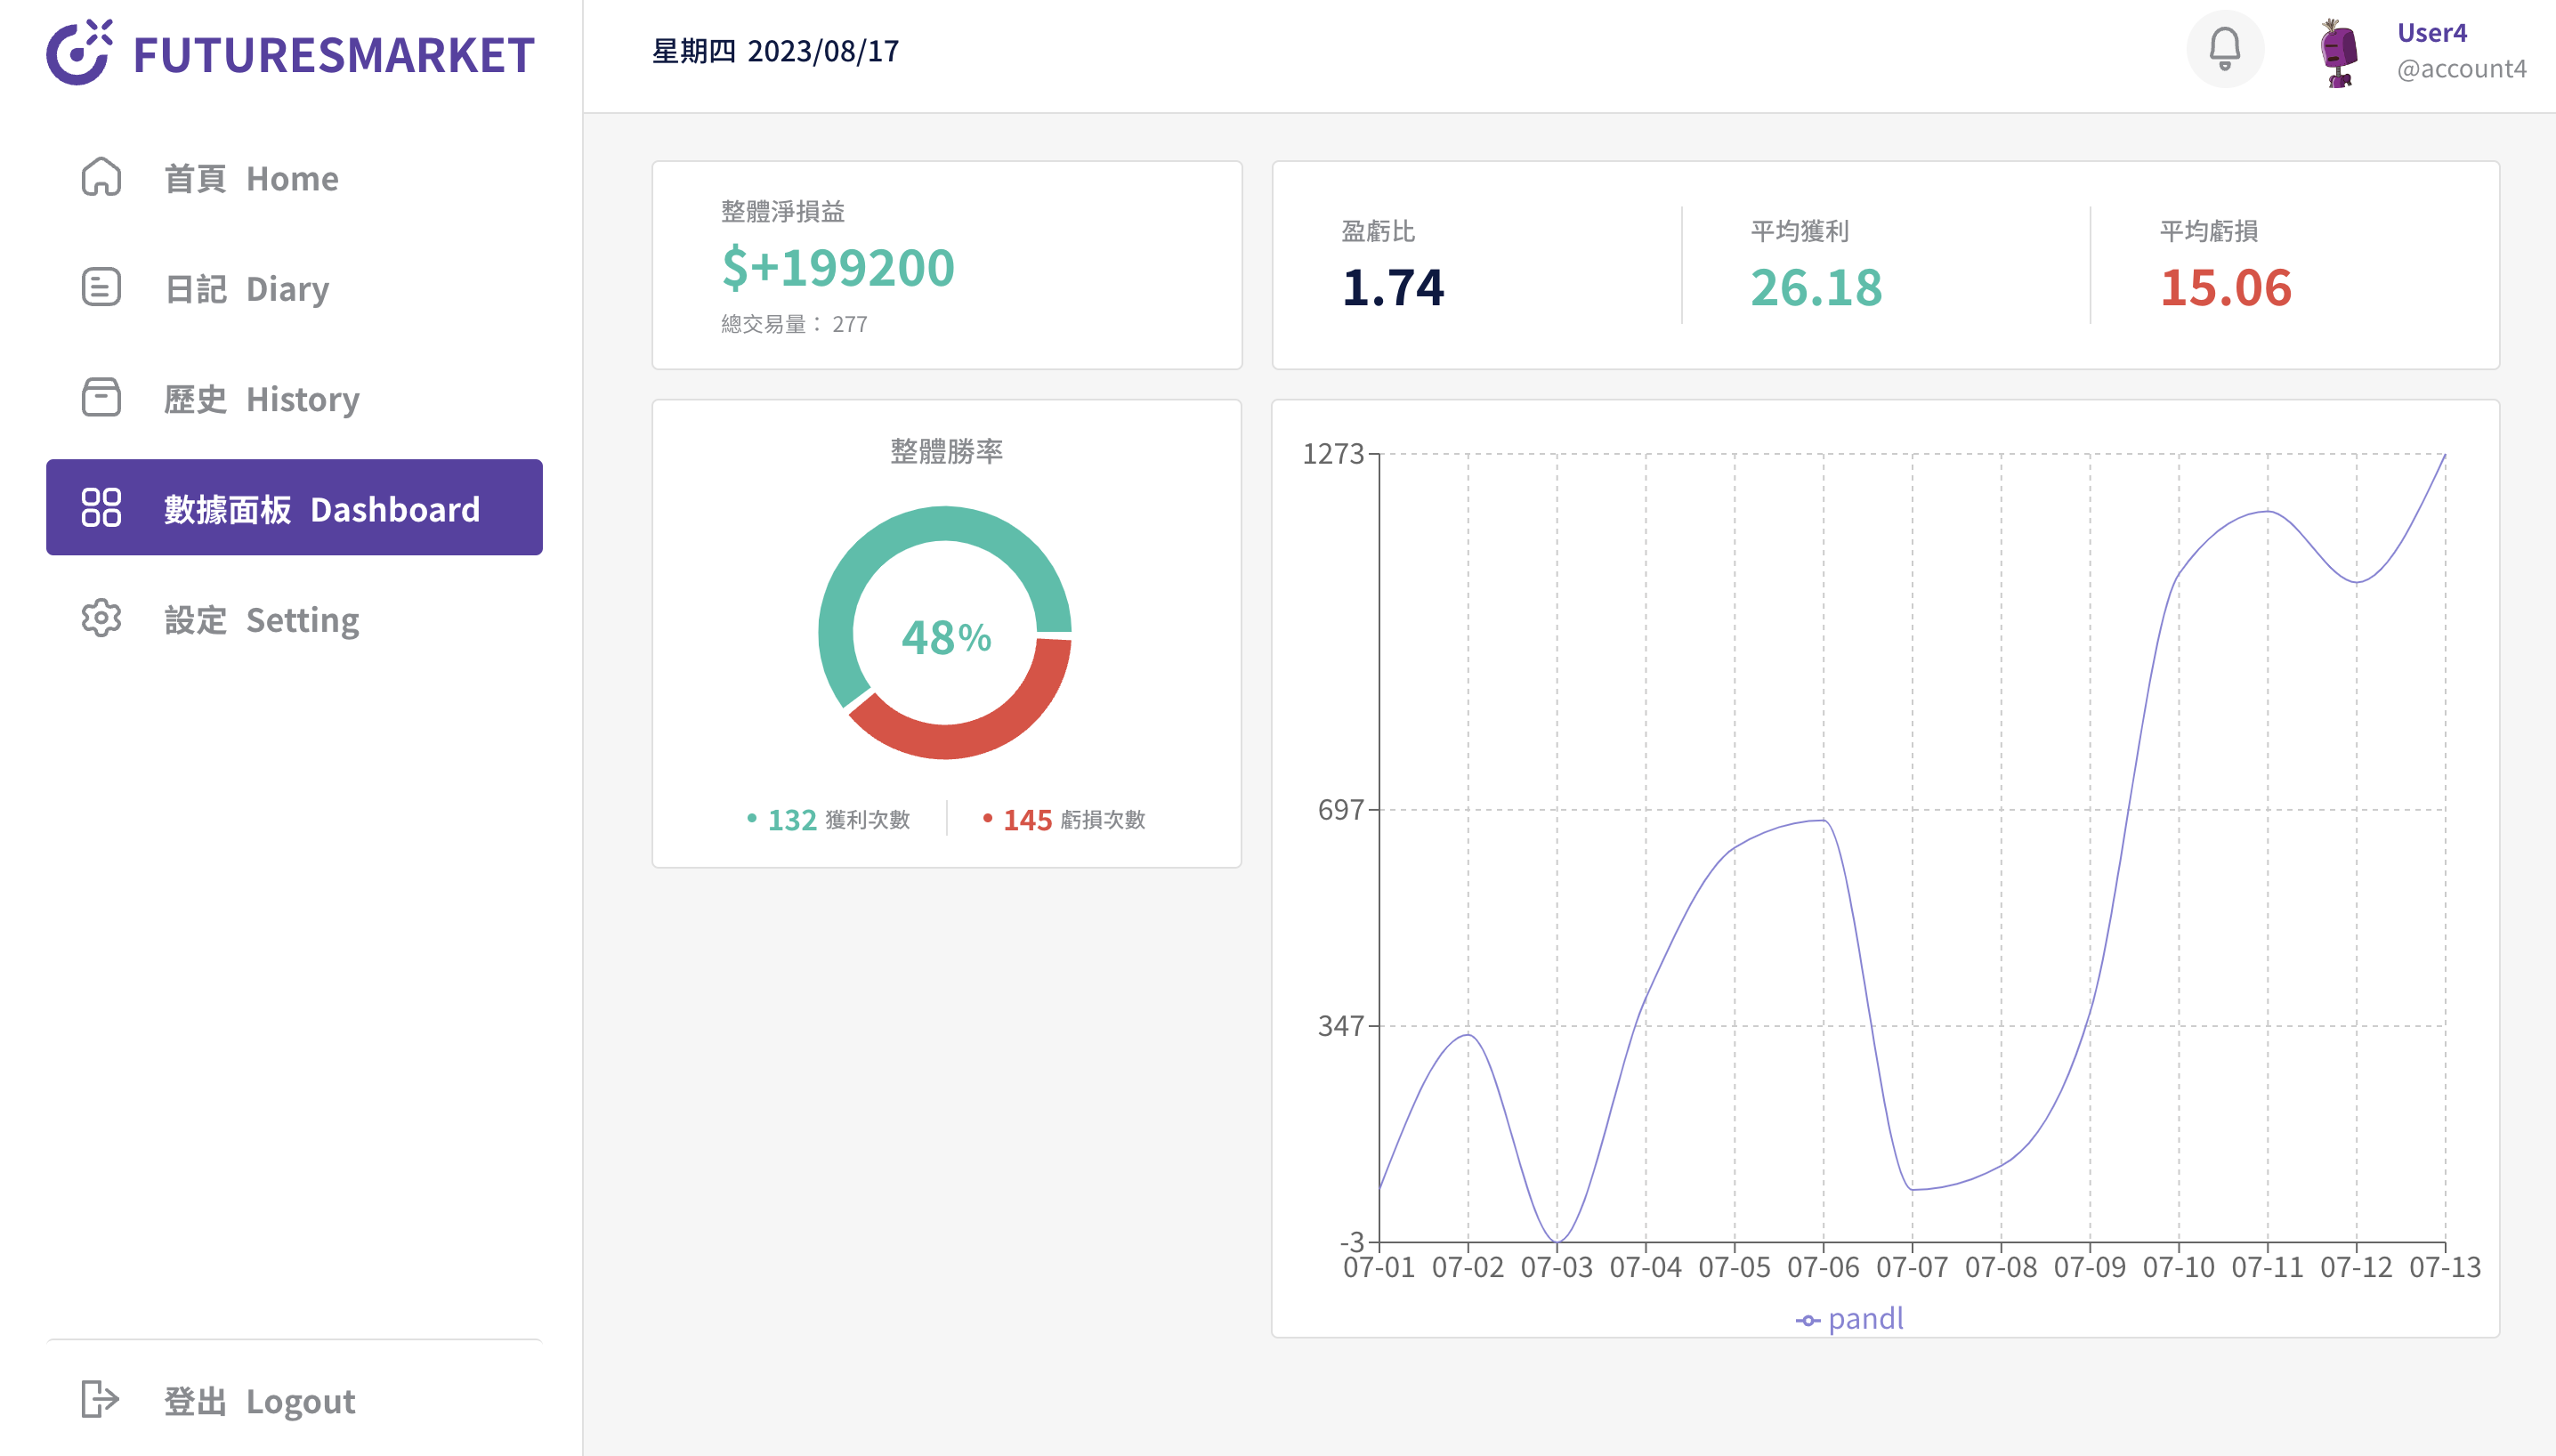 FUTURESMARKET
首頁 Home
日記 Diary
歷史 History
數據面板 Dashboard
設定 Setting
登出 Logout
星期四 2023/08/17
User4
@account4
整體淨損益
$+199200
總交易量： 277
盈虧比
1.74
平均獲利
26.18
平均虧損
15.06
整體勝率
48%
132 獲利次數
145 虧損次數
1273
697
347
-3
07-01 07-02 07-03 07-04 07-05 07-06 07-07 07-08 07-09 07-10 07-11 07-12 07-13
pandl